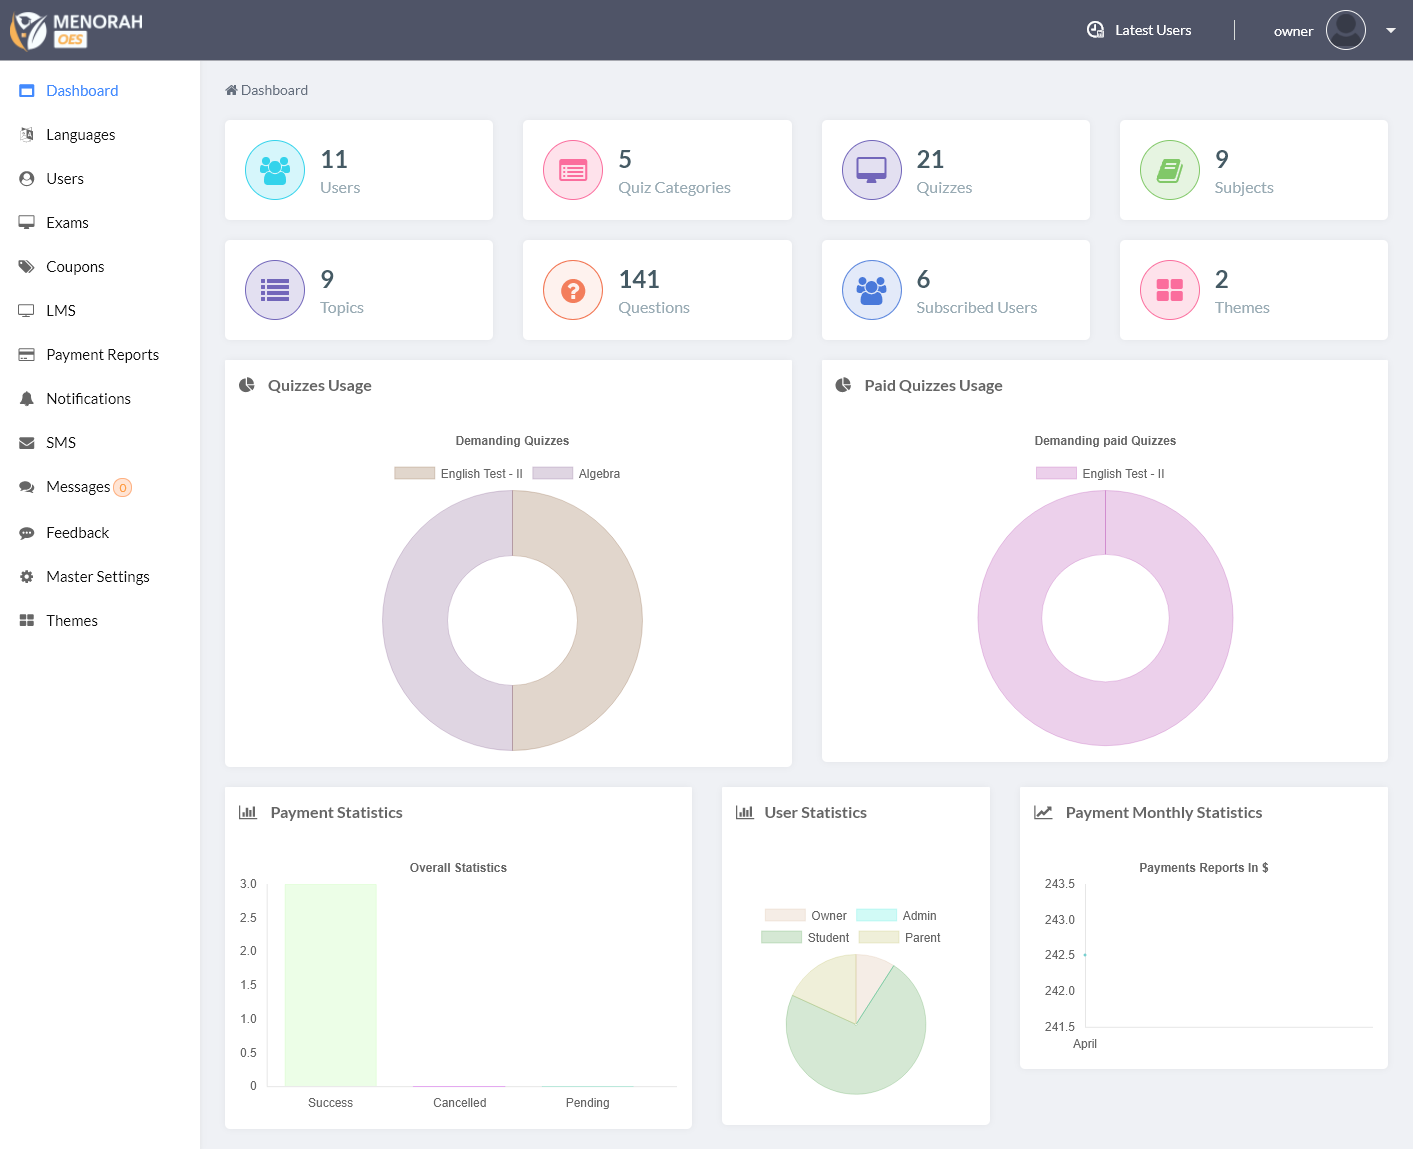 MENORAH
OES
Latest Users
owner
Dashboard
Languages
Users
Exams
Coupons
LMS
Payment Reports
Notifications
SMS
Messages 0
Feedback
Master Settings
Themes
Dashboard
11
Users
5
Quiz Categories
21
Quizzes
9
Subjects
9
Topics
141
Questions
6
Subscribed Users
2
Themes
Quizzes Usage
Demanding Quizzes
English Test - II Algebra
Paid Quizzes Usage
Demanding paid Quizzes
English Test - II
Payment Statistics
Overall Statistics
3.0
2.5
2.0
1.5
1.0
0.5
0
Success Cancelled Pending
User Statistics
Owner Admin
Student Parent
Payment Monthly Statistics
Payments Reports In $
243.5
243.0
242.5
242.0
241.5
April